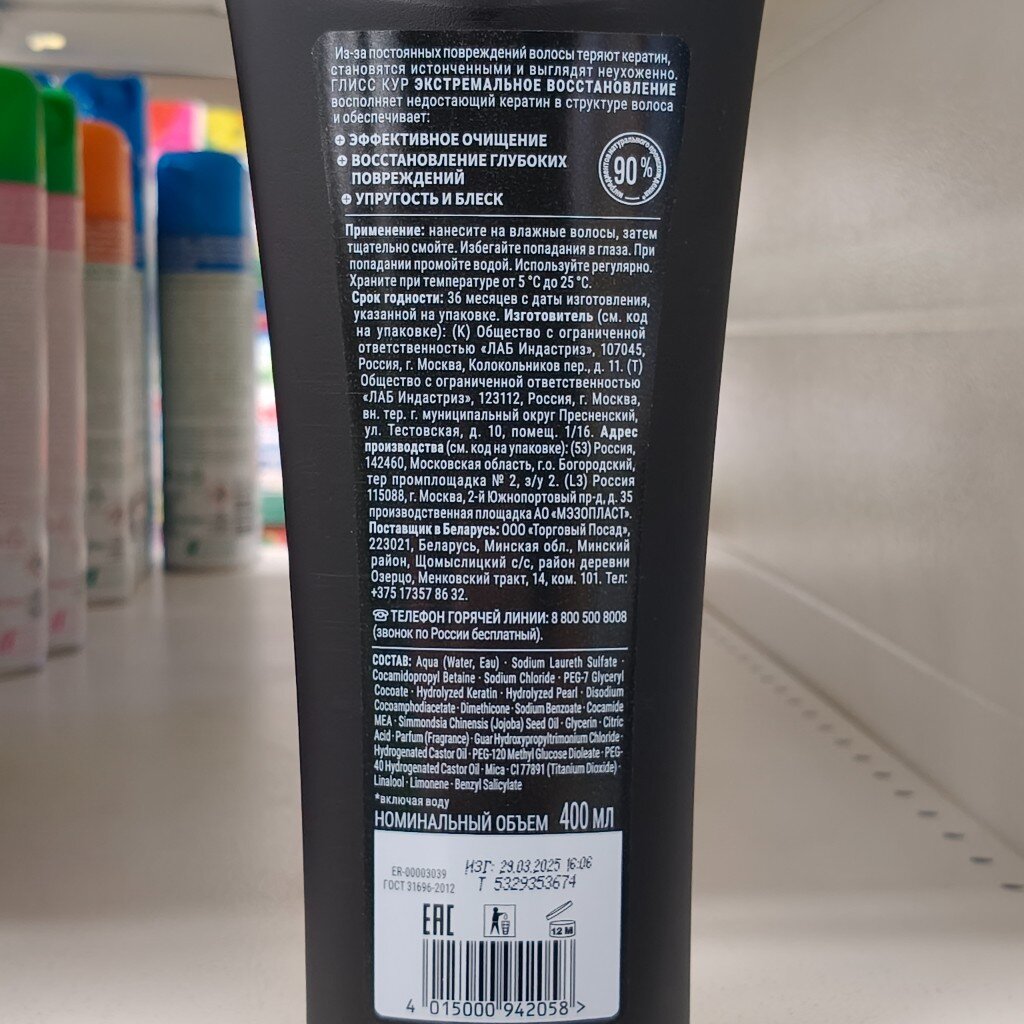 Из-за постоянных повреждений волосы теряют кератин,
становятся истонченными и выглядят неухоженно.
ГЛИСС КУР ЭКСТРЕМАЛЬНОЕ ВОССТАНОВЛЕНИЕ
восполняет недостающий кератин в структуре волоса
и обеспечивает:
ЭФФЕКТИВНОЕ ОЧИЩЕНИЕ
ВОССТАНОВЛЕНИЕ ГЛУБОКИХ
ПОВРЕЖДЕНИЙ
УПРУГОСТЬ И БЛЕСК
ингредиентов натурального происхождения*
90%
Применение: нанесите на влажные волосы, затем
тщательно смойте. Избегайте попадания в глаза. При
попадании промойте водой. Используйте регулярно.
Храните при температуре от 5 °C до 25 °C.
Срок годности: 36 месяцев с даты изготовления,
указанной на упаковке. Изготовитель (см. код
на упаковке): (К) Общество с ограниченной
ответственностью «ЛАБ Индастриз», 107045,
Россия, г. Москва, Колокольников пер., д. 11. (Т)
Общество с ограниченной ответственностью
«ЛАБ Индастриз», 123112, Россия, г. Москва,
вн. тер. г. муниципальный округ Пресненский,
ул. Тестовская, д. 10, помещ. 1/16. Адрес
производства (см. код на упаковке): (53) Россия,
142460, Московская область, г.о. Богородский,
тер промплощадка № 2, з/у 2. (L3) Россия
115088, г. Москва, 2-й Южнопортовый пр-д, д. 35
производственная площадка АО «МЭЗОПЛАСТ».
Поставщик в Беларусь: ООО «Торговый Посад»,
223021, Беларусь, Минская обл., Минский
район, Щомыслицкий с/с, район деревни
Озерцо, Менковский тракт, 14, ком. 101. Тел:
+375 17357 86 32.
☎ ТЕЛЕФОН ГОРЯЧЕЙ ЛИНИИ: 8 800 500 8008
(звонок по России бесплатный).
СОСТАВ: Aqua (Water, Eau) · Sodium Laureth Sulfate ·
Cocamidopropyl Betaine · Sodium Chloride · PEG-7 Glyceryl
Cocoate · Hydrolyzed Keratin · Hydrolyzed Pearl · Disodium
Cocoamphodiacetate · Dimethicone · Sodium Benzoate · Cocamide
MEA · Simmondsia Chinensis (Jojoba) Seed Oil · Glycerin · Citric
Acid · Parfum (Fragrance) · Guar Hydroxypropyltrimonium Chloride ·
Hydrogenated Castor Oil · PEG-120 Methyl Glucose Dioleate · PEG-
40 Hydrogenated Castor Oil · Mica · CI 77891 (Titanium Dioxide) ·
Linalool · Limonene · Benzyl Salicylate
*включая воду
НОМИНАЛЬНЫЙ ОБЪЕМ 400 МЛ
ER-00003039
ГОСТ 31696-2012
ИЗГ: 29.03.2025 16:06
Т 5329353674
EAC
12 M
4 015000 942058 >